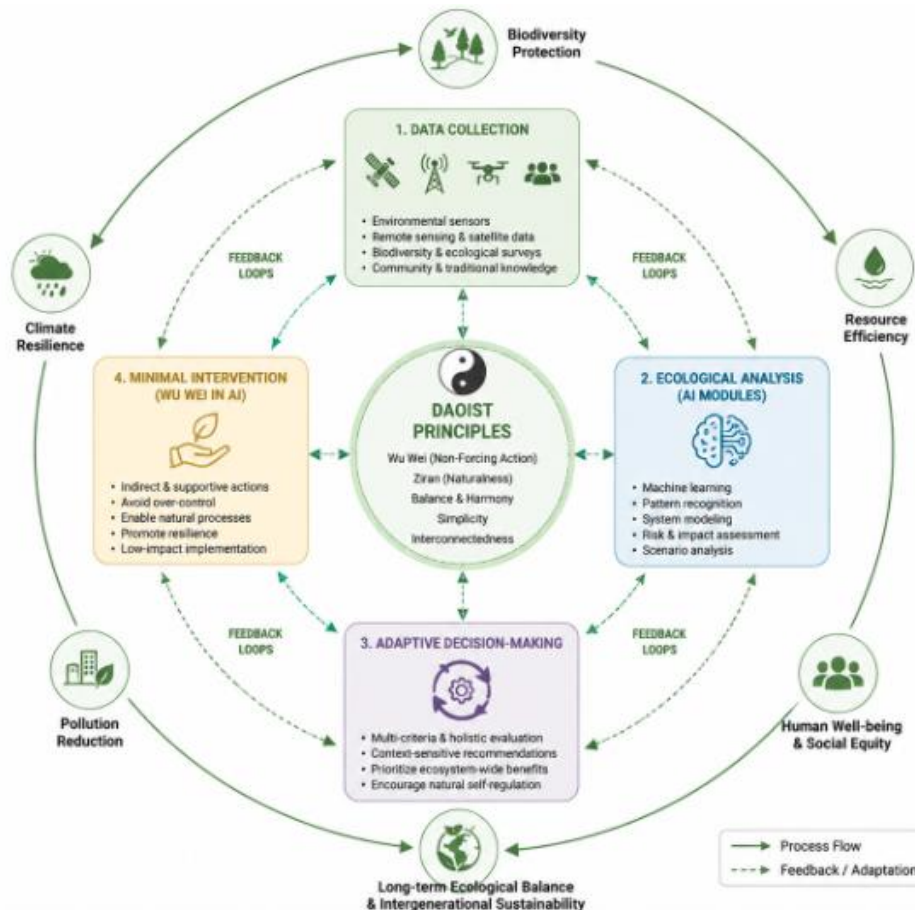 Biodiversity
Protection
1. DATA COLLECTION
• Environmental sensors
• Remote sensing & satellite data
• Biodiversity & ecological surveys
• Community & traditional knowledge
FEEDBACK
LOOPS
FEEDBACK
LOOPS
Climate
Resilience
Resource
Efficiency
4. MINIMAL INTERVENTION
(WU WEI IN AI)
• Indirect & supportive actions
• Avoid over-control
• Enable natural processes
• Promote resilience
• Low-impact implementation
DAOIST
PRINCIPLES
Wu Wei (Non-Forcing Action)
Ziran (Naturalness)
Balance & Harmony
Simplicity
Interconnectedness
2. ECOLOGICAL ANALYSIS
(AI MODULES)
• Machine learning
• Pattern recognition
• System modeling
• Risk & impact assessment
• Scenario analysis
FEEDBACK
LOOPS
FEEDBACK
LOOPS
3. ADAPTIVE DECISION-MAKING
• Multi-criteria & holistic evaluation
• Context-sensitive recommendations
• Prioritize ecosystem-wide benefits
• Encourage natural self-regulation
Pollution
Reduction
Human Well-being
& Social Equity
Long-term Ecological Balance
& Intergenerational Sustainability
Process Flow
Feedback / Adaptation